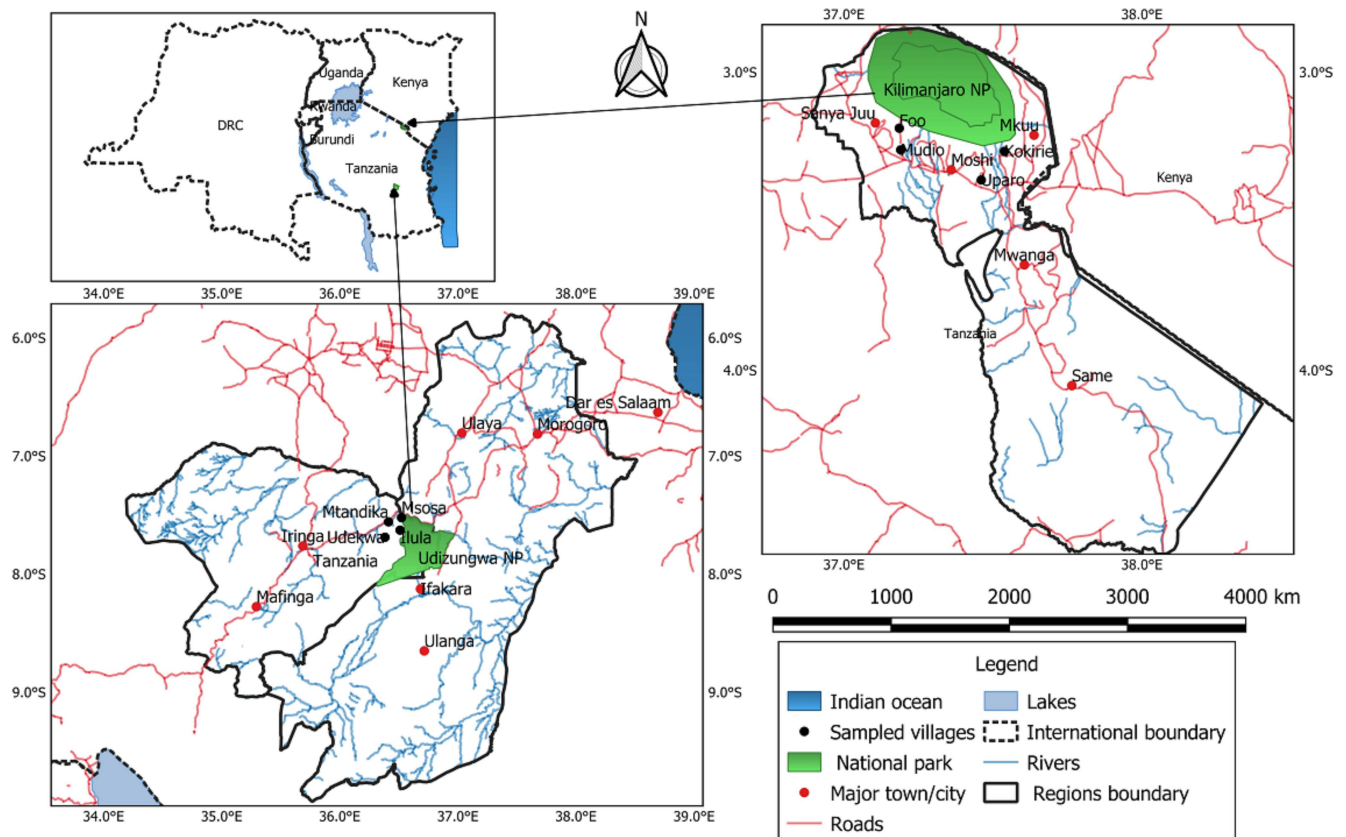 N
Uganda
Kenya
DRC
Rwanda
Burundi
Tanzania
37.0°E 38.0°E
3.0°S 3.0°S
Kilimanjaro NP
Sanya Juu
Foo
Mkuu
Mudio
Moshi
Kokirie
Uparo
Kenya
Mwanga
Tanzania
Same
4.0°S 4.0°S
37.0°E 38.0°E
34.0°E 35.0°E 36.0°E 37.0°E 38.0°E 39.0°E
6.0°S 6.0°S
Dar es Salaam
Ulaya
Morogoro
7.0°S 7.0°S
Mtandika
Msosa
Iringa
Udekwa
Ilula
Tanzania
Udizungwa NP
8.0°S 8.0°S
Ifakara
Mafinga
Ulanga
9.0°S 9.0°S
34.0°E 35.0°E 36.0°E 37.0°E 38.0°E 39.0°E
0 1000 2000 3000 4000 km
Legend
Indian ocean
Lakes
Sampled villages
International boundary
National park
Rivers
Major town/city
Regions boundary
Roads